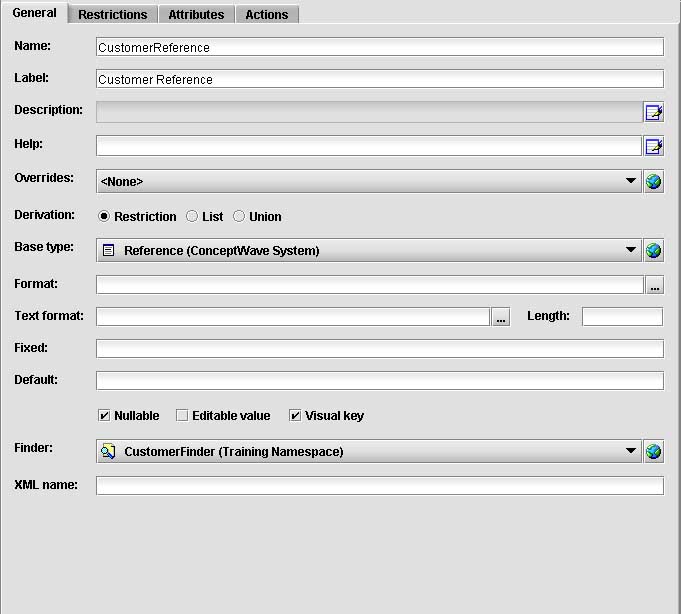 General Restrictions Attributes Actions
Name: CustomerReference
Label: Customer Reference
Description:
Help:
Overrides: <None>
Derivation: Restriction List Union
Base type: Reference (ConceptWave System)
Format: ...
Text format: ... Length:
Fixed:
Default:
Nullable Editable value Visual key
Finder: CustomerFinder (Training Namespace)
XML name: